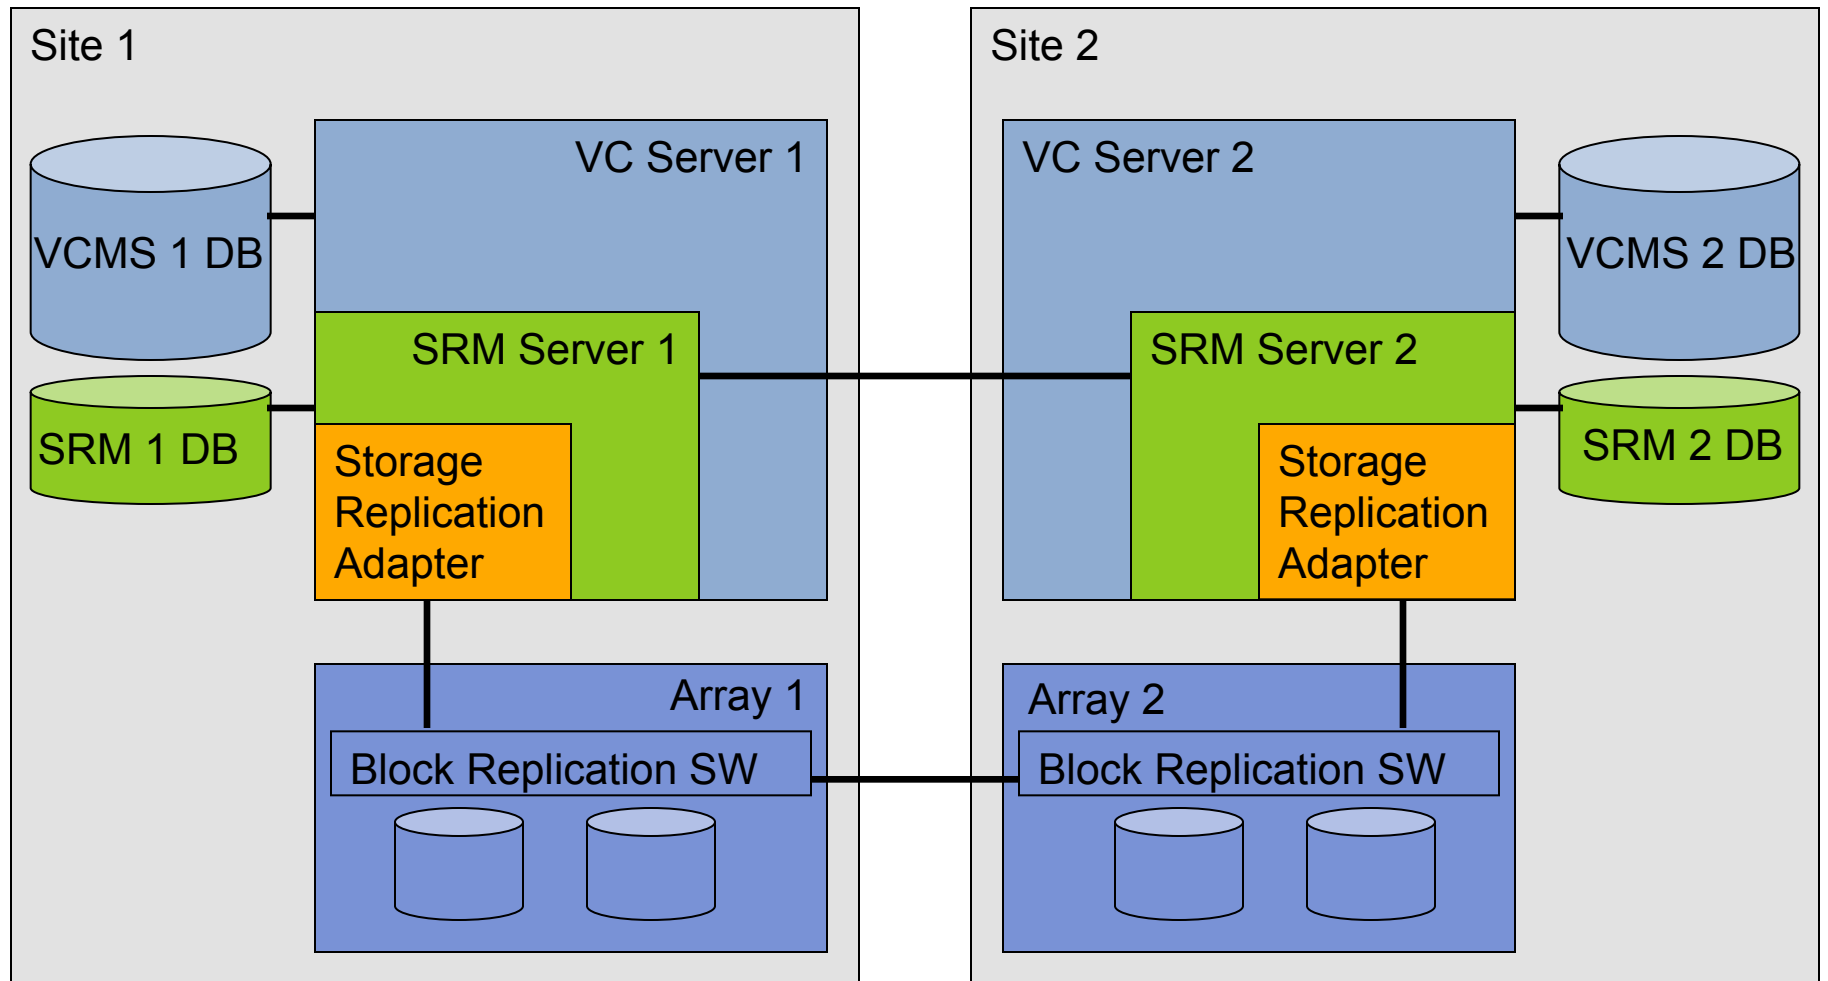 Site 1
VC Server 1
VCMS 1 DB
SRM Server 1
SRM 1 DB
Storage
Replication
Adapter
Array 1
Block Replication SW
Site 2
VC Server 2
VCMS 2 DB
SRM Server 2
SRM 2 DB
Storage
Replication
Adapter
Array 2
Block Replication SW